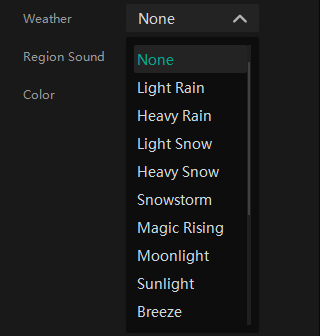 Weather None
Region Sound
Color
None
Light Rain
Heavy Rain
Light Snow
Heavy Snow
Snowstorm
Magic Rising
Moonlight
Sunlight
Breeze